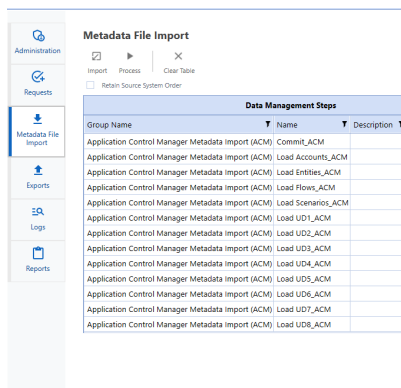 Administration
Requests
Metadata File
Import
Exports
Logs
Reports
Metadata File Import
Import Process Clear Table
Retain Source System Order
Data Management Steps
Group Name Name Description
Application Control Manager Metadata Import (ACM) Commit_ACM
Application Control Manager Metadata Import (ACM) Load Accounts_ACM
Application Control Manager Metadata Import (ACM) Load Entities_ACM
Application Control Manager Metadata Import (ACM) Load Flows_ACM
Application Control Manager Metadata Import (ACM) Load Scenarios_ACM
Application Control Manager Metadata Import (ACM) Load UD1_ACM
Application Control Manager Metadata Import (ACM) Load UD2_ACM
Application Control Manager Metadata Import (ACM) Load UD3_ACM
Application Control Manager Metadata Import (ACM) Load UD4_ACM
Application Control Manager Metadata Import (ACM) Load UD5_ACM
Application Control Manager Metadata Import (ACM) Load UD6_ACM
Application Control Manager Metadata Import (ACM) Load UD7_ACM
Application Control Manager Metadata Import (ACM) Load UD8_ACM